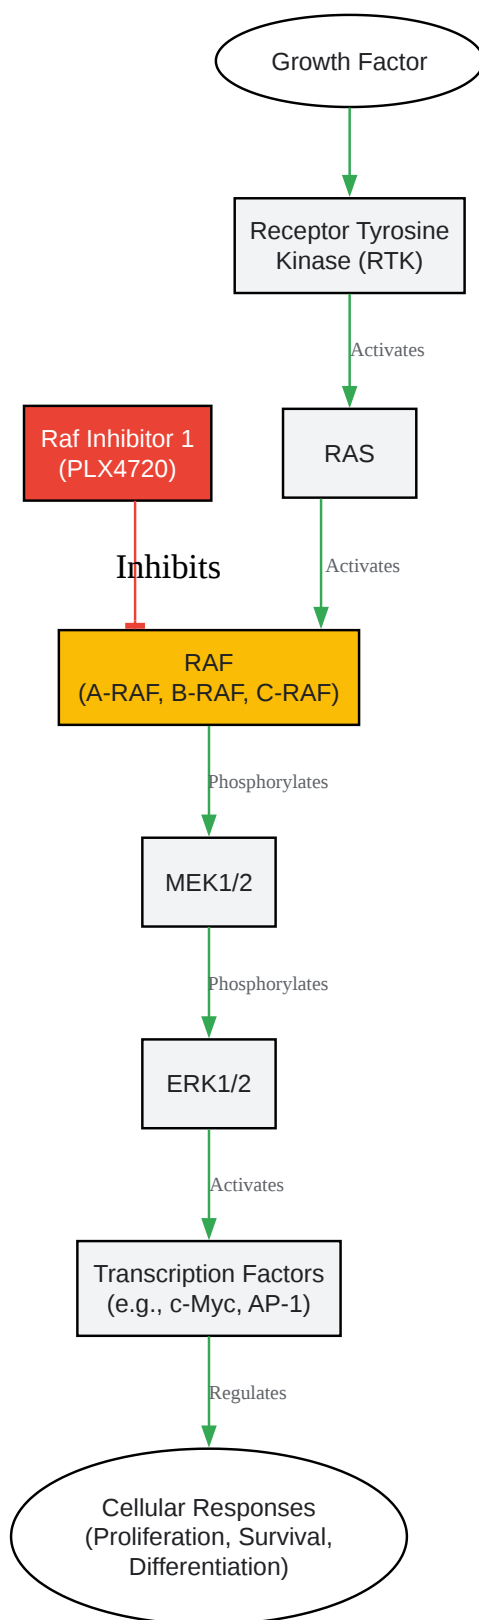 Growth Factor
Receptor Tyrosine
Kinase (RTK)
Activates
Raf Inhibitor 1
(PLX4720)
RAS
Inhibits
Activates
RAF
(A-RAF, B-RAF, C-RAF)
Phosphorylates
MEK1/2
Phosphorylates
ERK1/2
Activates
Transcription Factors
(e.g., c-Myc, AP-1)
Regulates
Cellular Responses
(Proliferation, Survival,
Differentiation)